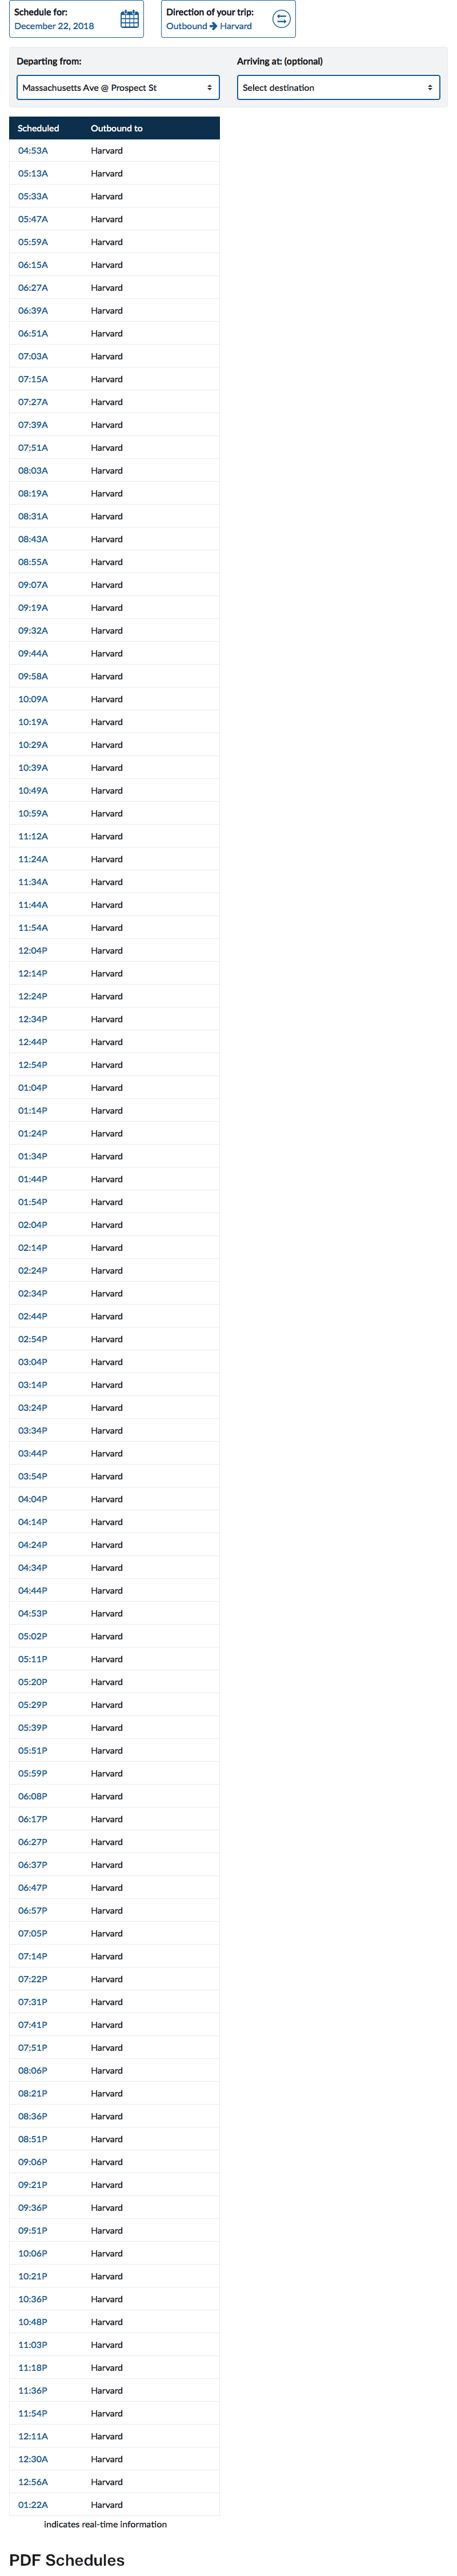 Schedule for:
December 22, 2018
Direction of your trip:
Outbound → Harvard
Departing from:
Arriving at: (optional)
Massachusetts Ave @ Prospect St
Select destination
Scheduled Outbound to
04:53A Harvard
05:13A Harvard
05:33A Harvard
05:47A Harvard
05:59A Harvard
06:15A Harvard
06:27A Harvard
06:39A Harvard
06:51A Harvard
07:03A Harvard
07:15A Harvard
07:27A Harvard
07:39A Harvard
07:51A Harvard
08:03A Harvard
08:19A Harvard
08:31A Harvard
08:43A Harvard
08:55A Harvard
09:07A Harvard
09:19A Harvard
09:32A Harvard
09:44A Harvard
09:58A Harvard
10:09A Harvard
10:19A Harvard
10:29A Harvard
10:39A Harvard
10:49A Harvard
10:59A Harvard
11:12A Harvard
11:24A Harvard
11:34A Harvard
11:44A Harvard
11:54A Harvard
12:04P Harvard
12:14P Harvard
12:24P Harvard
12:34P Harvard
12:44P Harvard
12:54P Harvard
01:04P Harvard
01:14P Harvard
01:24P Harvard
01:34P Harvard
01:44P Harvard
01:54P Harvard
02:04P Harvard
02:14P Harvard
02:24P Harvard
02:34P Harvard
02:44P Harvard
02:54P Harvard
03:04P Harvard
03:14P Harvard
03:24P Harvard
03:34P Harvard
03:44P Harvard
03:54P Harvard
04:04P Harvard
04:14P Harvard
04:24P Harvard
04:34P Harvard
04:44P Harvard
04:53P Harvard
05:02P Harvard
05:11P Harvard
05:20P Harvard
05:29P Harvard
05:39P Harvard
05:51P Harvard
05:59P Harvard
06:08P Harvard
06:17P Harvard
06:27P Harvard
06:37P Harvard
06:47P Harvard
06:57P Harvard
07:05P Harvard
07:14P Harvard
07:22P Harvard
07:31P Harvard
07:41P Harvard
07:51P Harvard
08:06P Harvard
08:21P Harvard
08:36P Harvard
08:51P Harvard
09:06P Harvard
09:21P Harvard
09:36P Harvard
09:51P Harvard
10:06P Harvard
10:21P Harvard
10:36P Harvard
10:48P Harvard
11:03P Harvard
11:18P Harvard
11:36P Harvard
11:54P Harvard
12:11A Harvard
12:30A Harvard
12:56A Harvard
01:22A Harvard
indicates real-time information
PDF Schedules